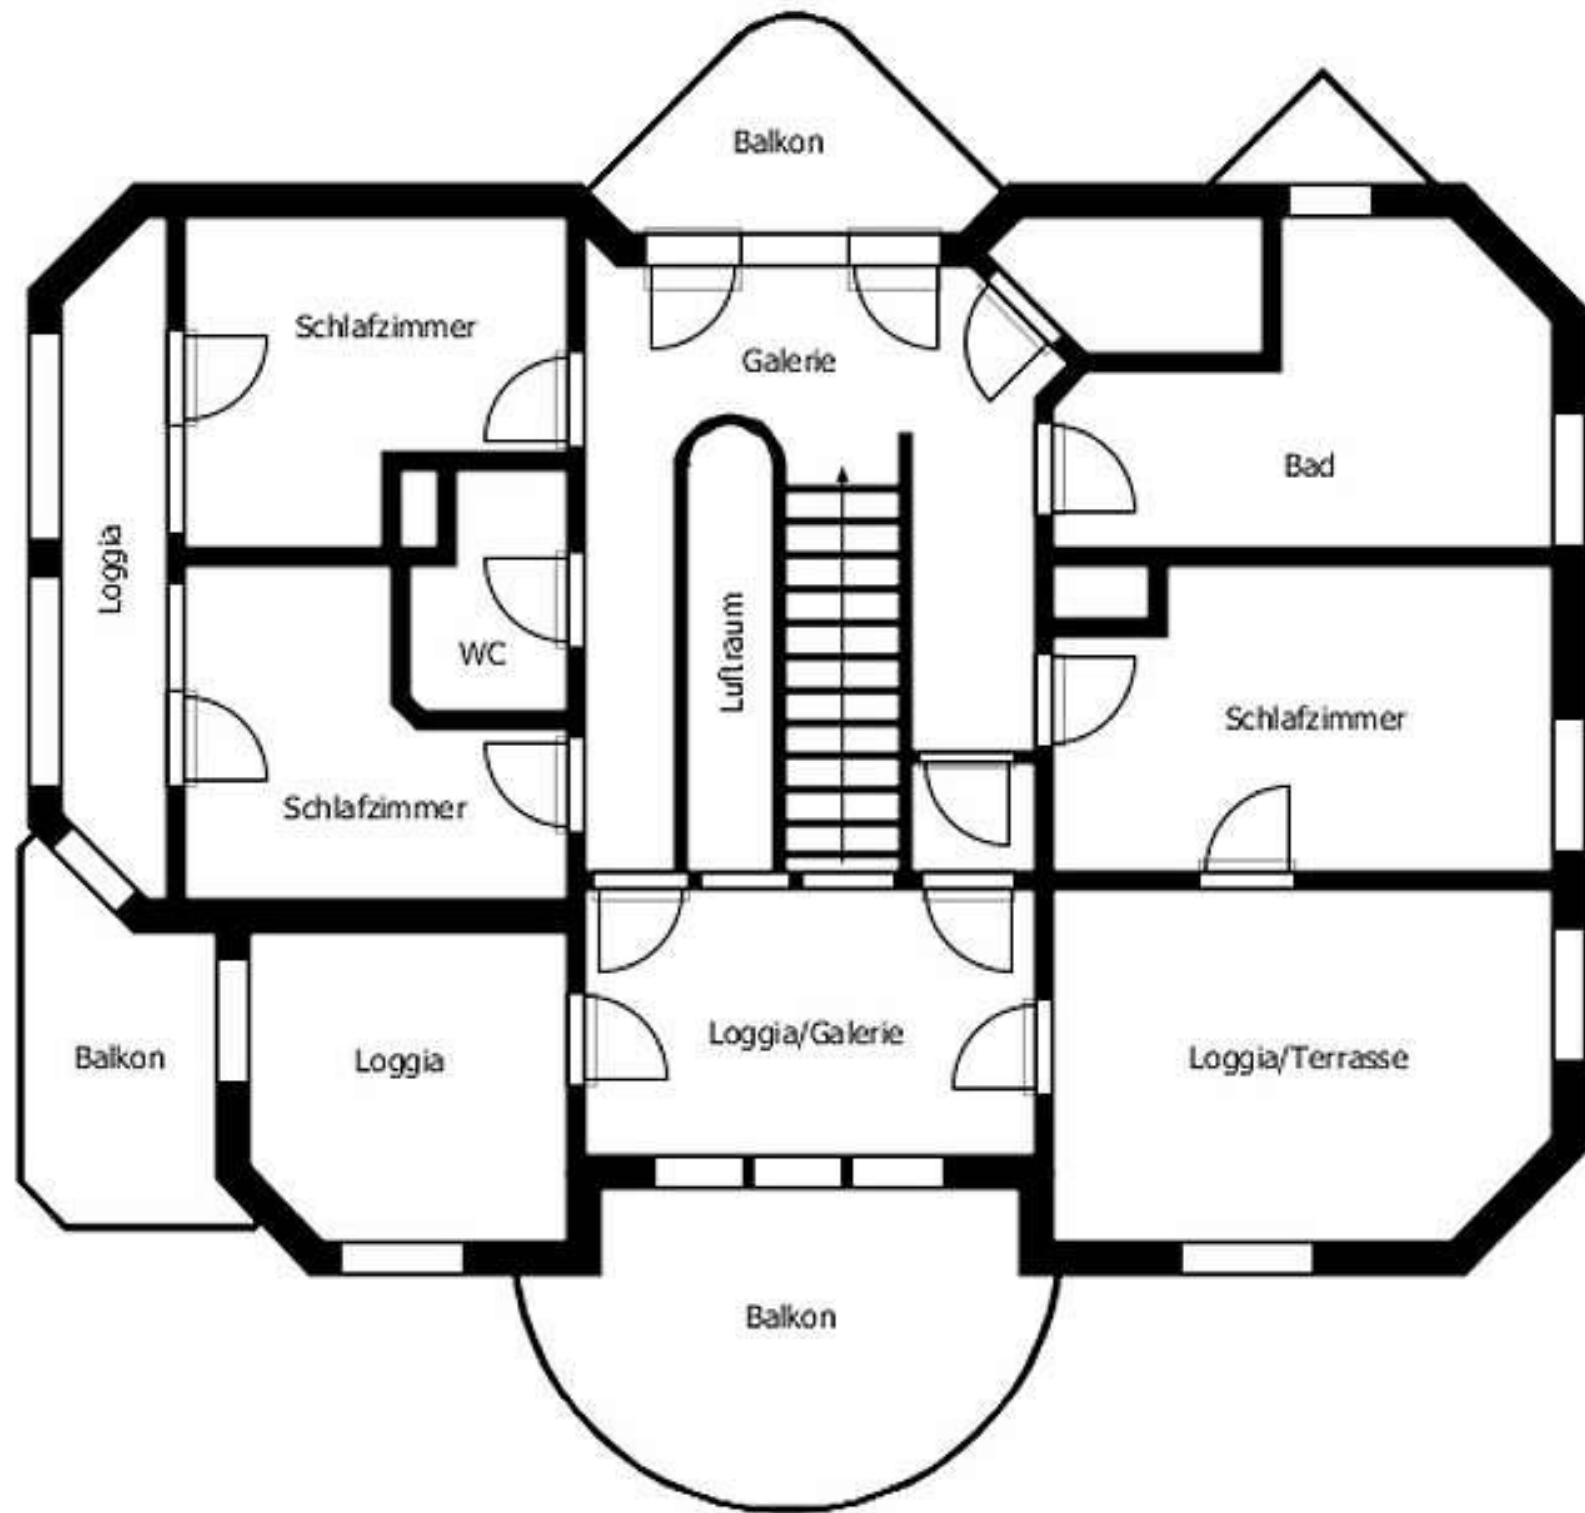 Balkon
Schlafzimmer
Galerie
Bad
Loggia
Luftraum
WC
Schlafzimmer
Schlafzimmer
Loggia/Galerie
Balkon
Loggia
Loggia/Terrasse
Balkon